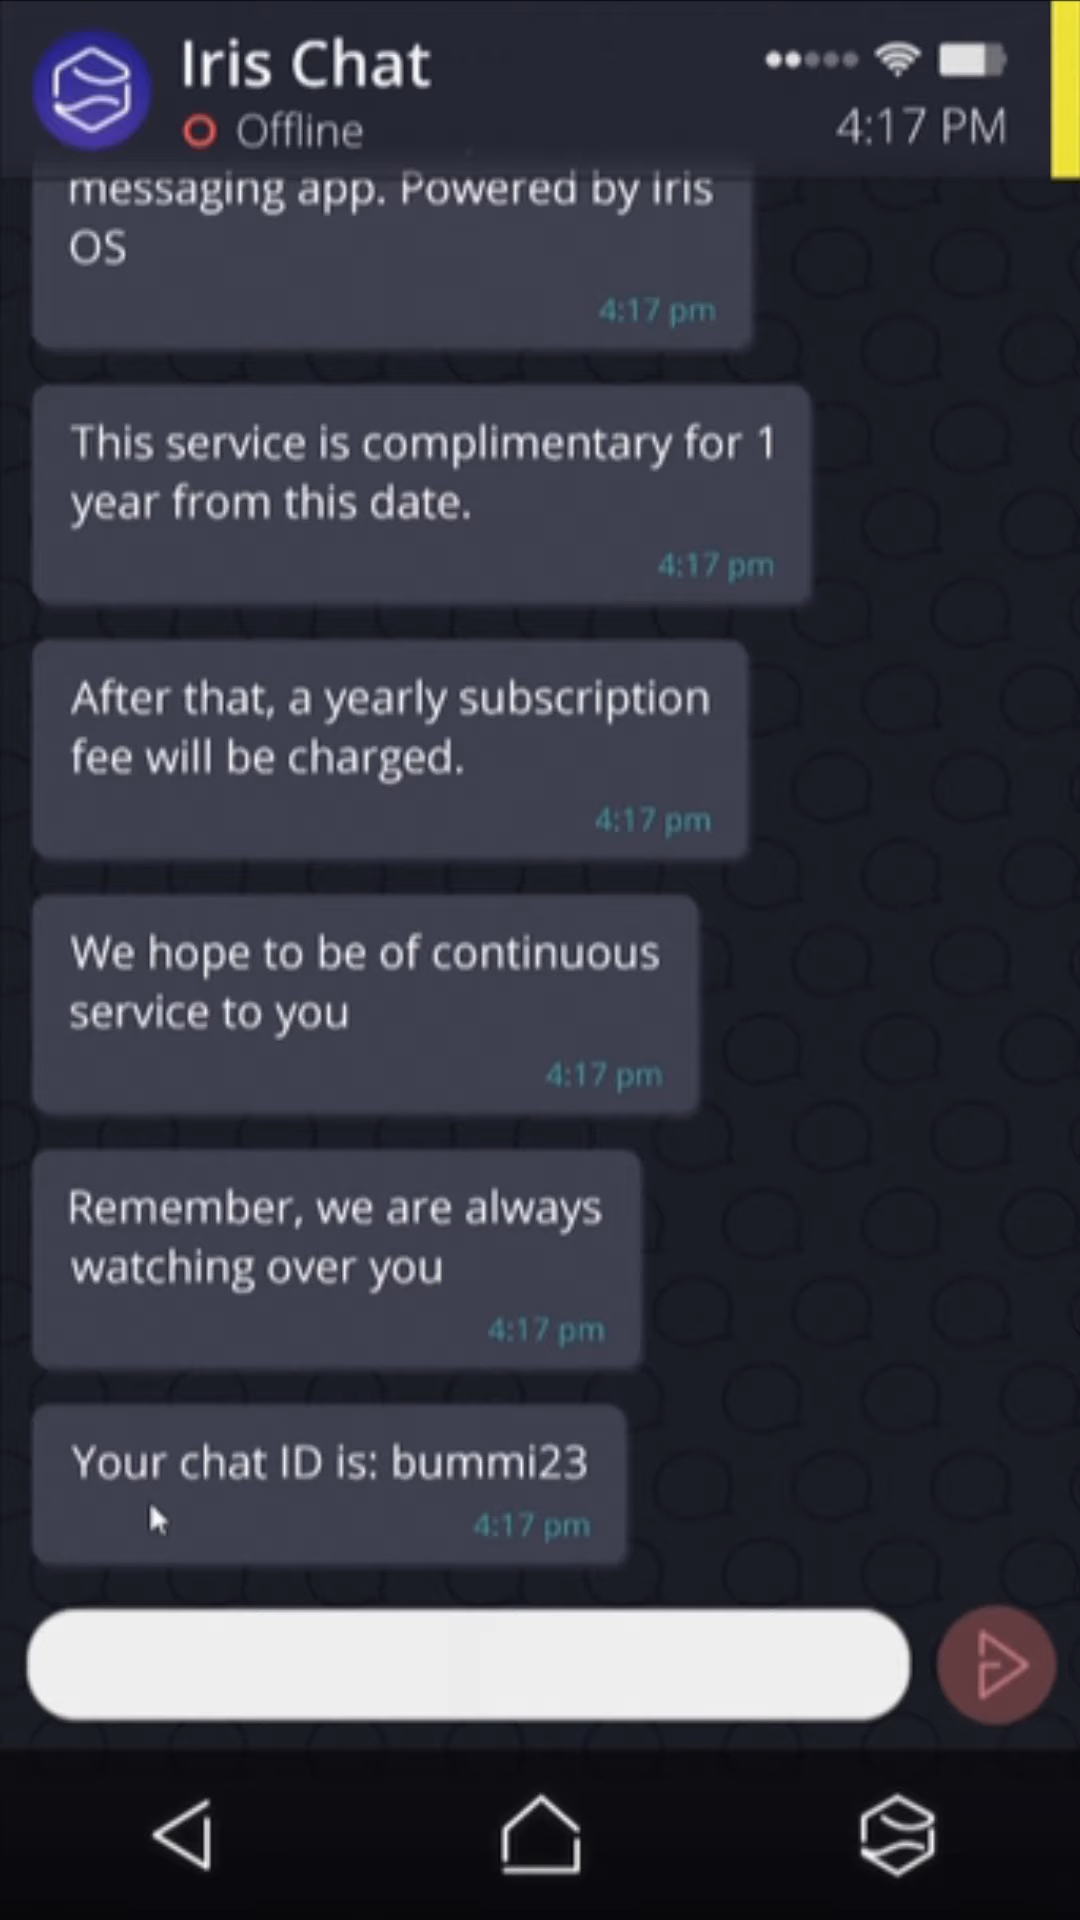 Iris Chat
Offline
4:17 PM
messaging app. Powered by Iris
OS
4:17 pm
This service is complimentary for 1
year from this date.
4:17 pm
After that, a yearly subscription
fee will be charged.
4:17 pm
We hope to be of continuous
service to you
4:17 pm
Remember, we are always
watching over you
4:17 pm
Your chat ID is: bummi23
4:17 pm